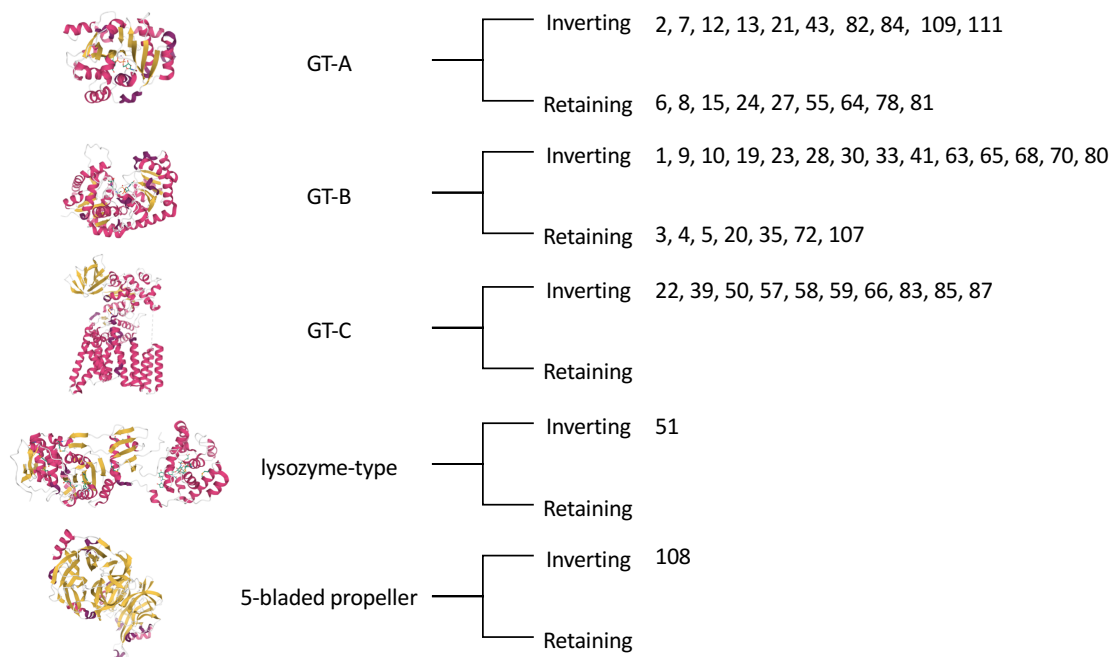 Inverting 2, 7, 12, 13, 21, 43, 82, 84, 109, 111
GT-A
Retaining 6, 8, 15, 24, 27, 55, 64, 78, 81
Inverting 1, 9, 10, 19, 23, 28, 30, 33, 41, 63, 65, 68, 70, 80
GT-B
Retaining 3, 4, 5, 20, 35, 72, 107
Inverting 22, 39, 50, 57, 58, 59, 66, 83, 85, 87
GT-C
Retaining
Inverting 51
lysozyme-type
Retaining
Inverting 108
5-bladed propeller
Retaining